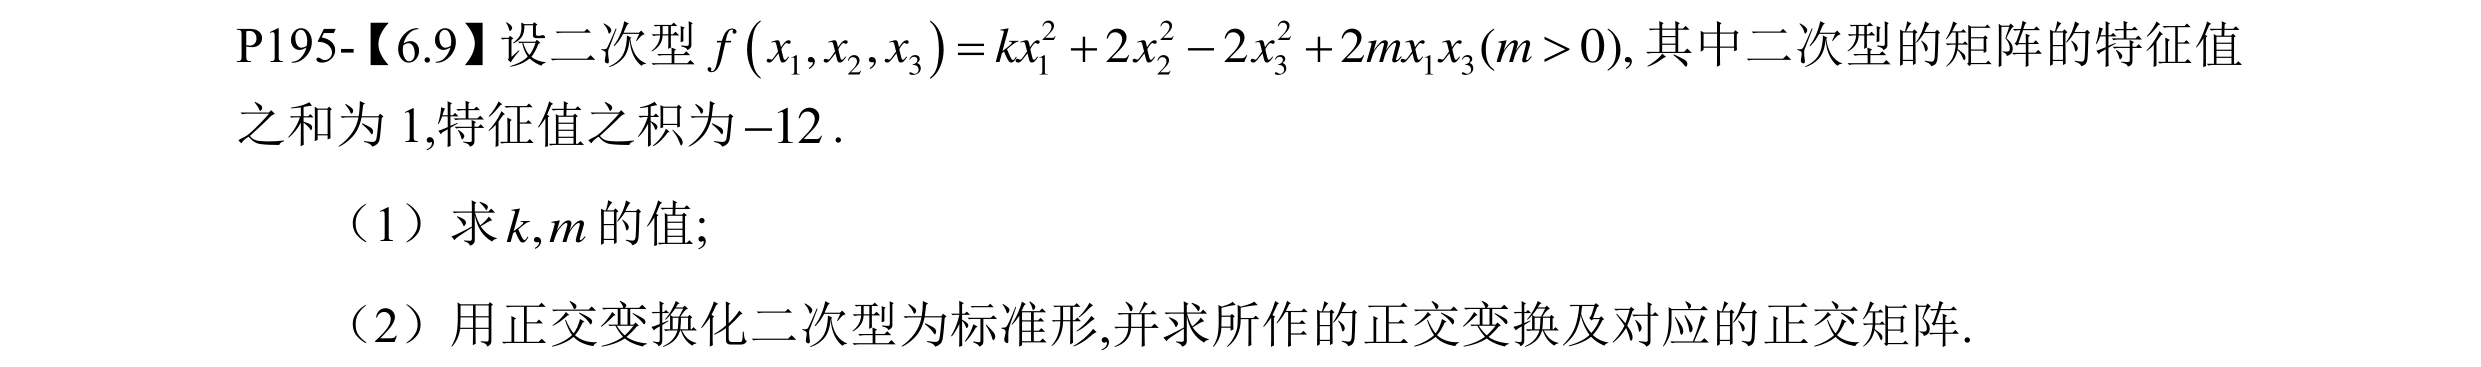 P195-【6.9】设二次型 $f\left(x_1,x_2,x_3\right)=kx_1^2+2x_2^2-2x_3^2+2mx_1x_3(m>0)$, 其中二次型的矩阵的特征值
之和为 1,特征值之积为 −12 .
（1）求 k,m 的值;
（2）用正交变换化二次型为标准形,并求所作的正交变换及对应的正交矩阵.